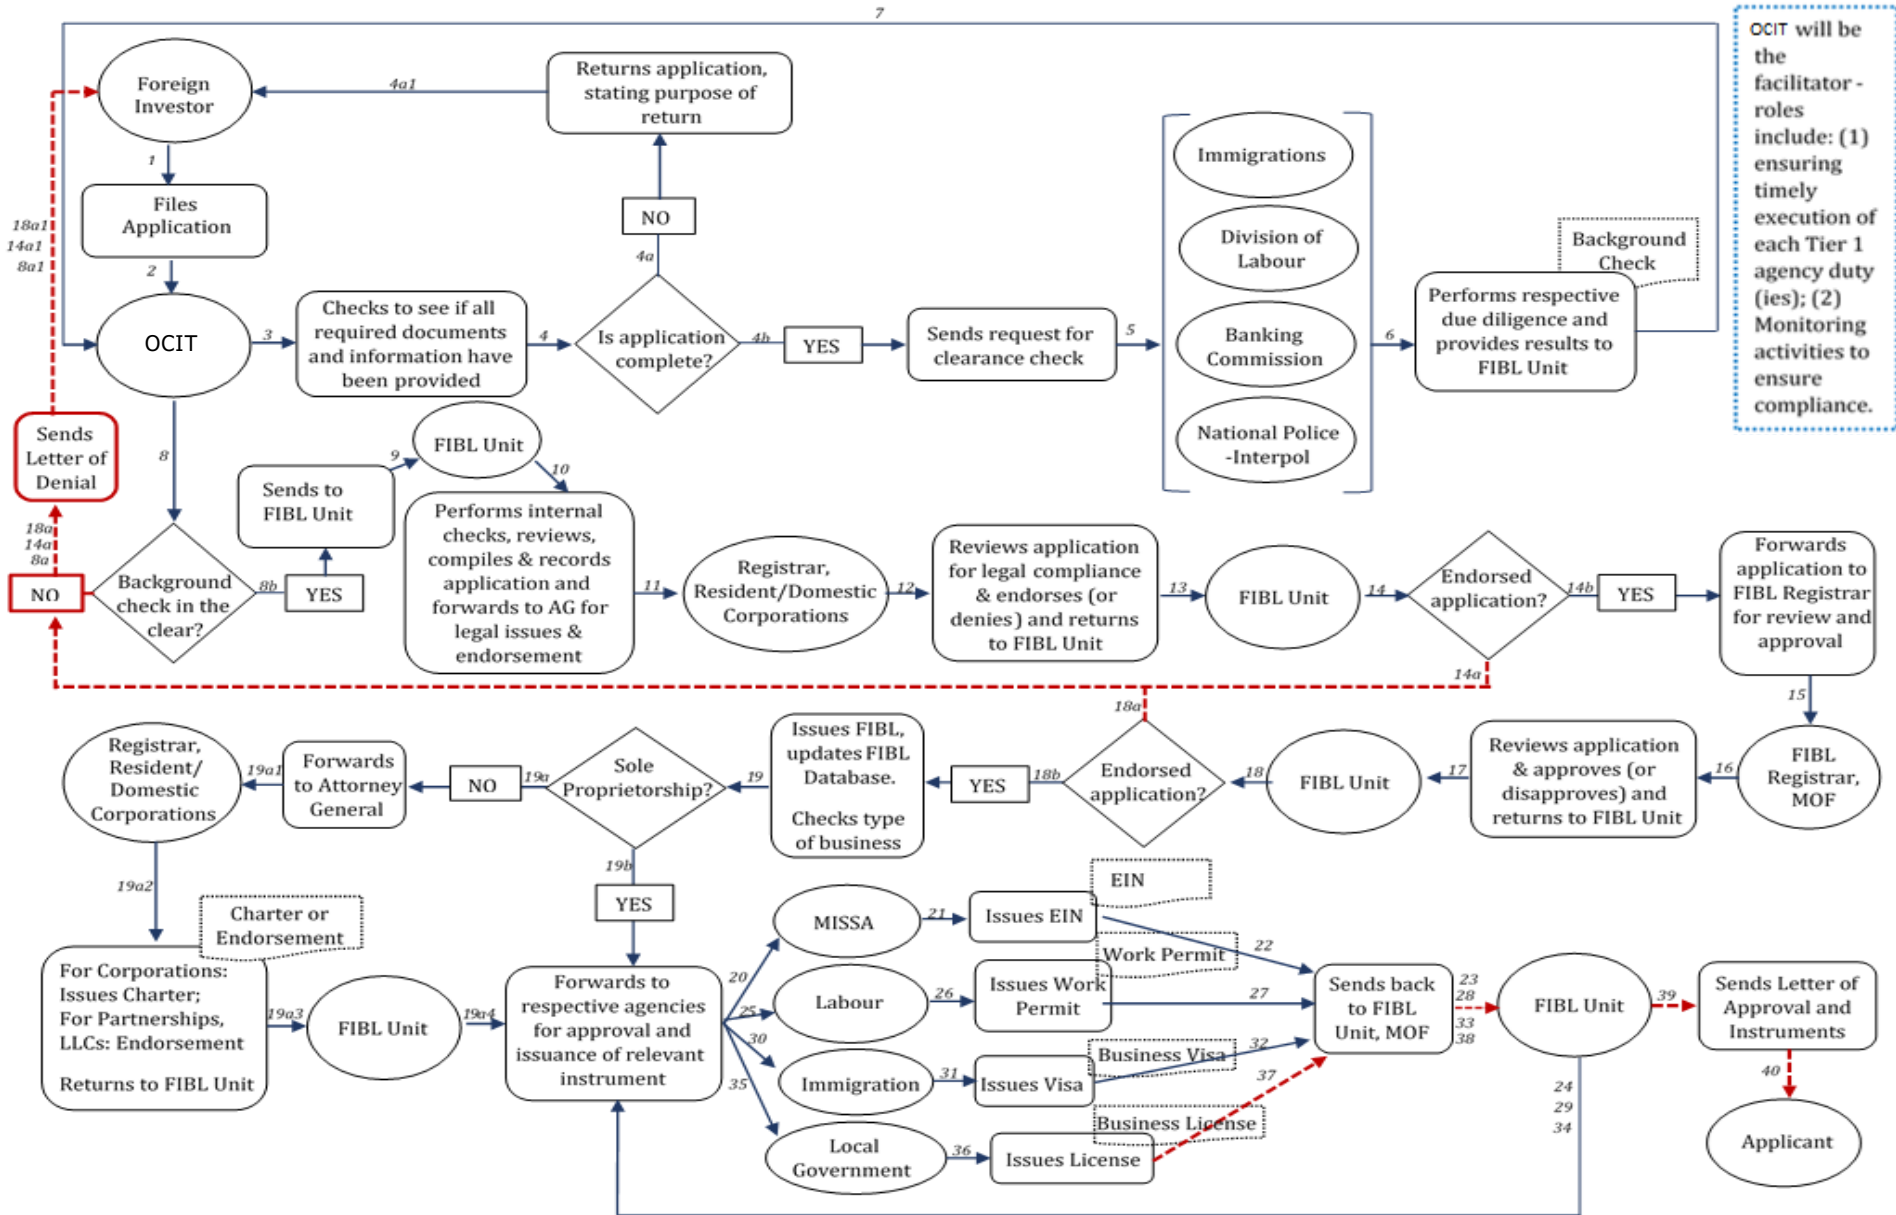 7
OCIT will be
the
facilitator -
roles
include: (1)
ensuring
timely
execution of
each Tier 1
agency duty
(ies); (2)
Monitoring
activities to
ensure
compliance.
Foreign
Investor
4a1
Returns application,
stating purpose of
return
1
Files
Application
2
OCIT
3
Checks to see if all
required documents
and information have
been provided
4
Is application
complete?
4a
NO
4b
YES
Sends request for
clearance check
5
Immigrations
Division of
Labour
Banking
Commission
National Police
-Interpol
6
Background
Check
Performs respective
due diligence and
provides results to
FIBL Unit
18a1
14a1
8a1
Sends
Letter of
Denial
18a
14a
8a
NO
8
Background
check in the
clear?
8b
YES
Sends to
FIBL Unit
9
FIBL Unit
10
Performs internal
checks, reviews,
compiles & records
application and
forwards to AG for
legal issues &
endorsement
11
Registrar,
Resident/Domestic
Corporations
12
Reviews application
for legal compliance
& endorses (or
denies) and returns
to FIBL Unit
13
FIBL Unit
14
Endorsed
application?
14a
14b
YES
Forwards
application to
FIBL Registrar
for review and
approval
15
FIBL
Registrar,
MOF
16
Reviews application
& approves (or
disapproves) and
returns to FIBL Unit
17
FIBL Unit
18
Endorsed
application?
18a
18b
YES
Issues FIBL,
updates FIBL
Database.
Checks type
of business
19
Sole
Proprietorship?
19a
NO
Forwards
to Attorney
General
19a1
Registrar,
Resident/
Domestic
Corporations
19a2
Charter or
Endorsement
For Corporations:
Issues Charter;
For Partnerships,
LLCs: Endorsement
Returns to FIBL Unit
19a3
FIBL Unit
19a4
19b
YES
Forwards to
respective agencies
for approval and
issuance of relevant
instrument
20
25
30
35
MISSA
21
Issues EIN
EIN
22
Labour
26
Issues Work
Permit
Work Permit
27
Immigration
31
Issues Visa
Business Visa
32
Local
Government
36
Issues License
Business License
37
Sends back
to FIBL
Unit, MOF
23
28
33
38
FIBL Unit
24
29
34
39
Sends Letter of
Approval and
Instruments
40
Applicant